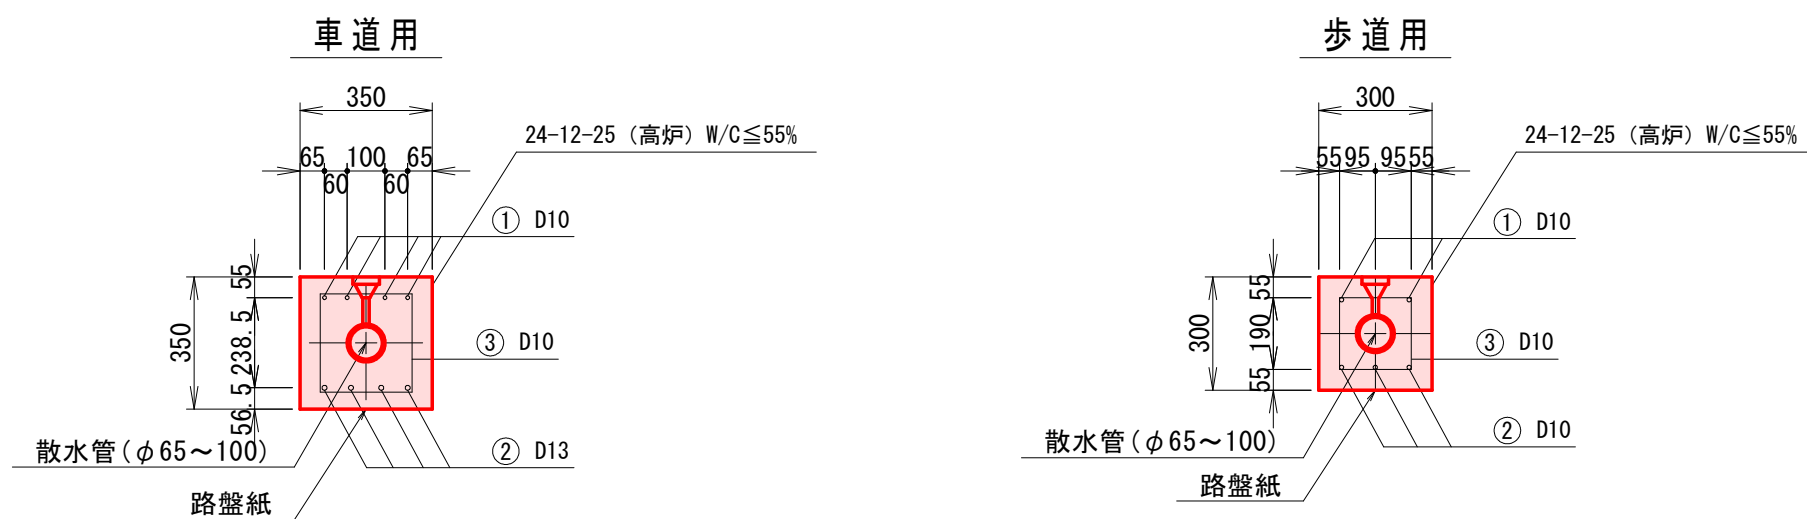 車道用
350
24-12-25 (高炉) W/C≦55%
65 100 65
60 60
① D10
55
238.5
350
56.5
③ D10
散水管(φ65～100)
② D13
路盤紙
歩道用
300
24-12-25 (高炉) W/C≦55%
55 95 95 55
① D10
55
190
300
55
③ D10
② D10
散水管(φ65～100)
路盤紙